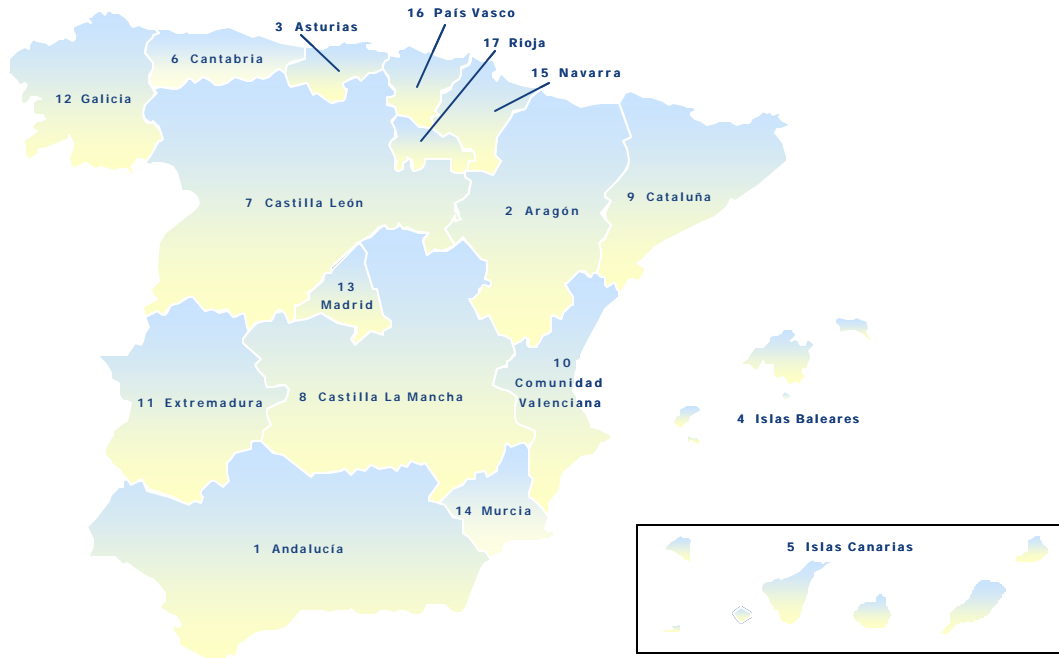 16 País Vasco
3 Asturias
17 Rioja
6 Cantabria
15 Navarra
12 Galicia
7 Castilla León
2 Aragón
9 Cataluña
13
Madrid
10
Comunidad
Valenciana
11 Extremadura
8 Castilla La Mancha
4 Islas Baleares
14 Murcia
1 Andalucía
5 Islas Canarias